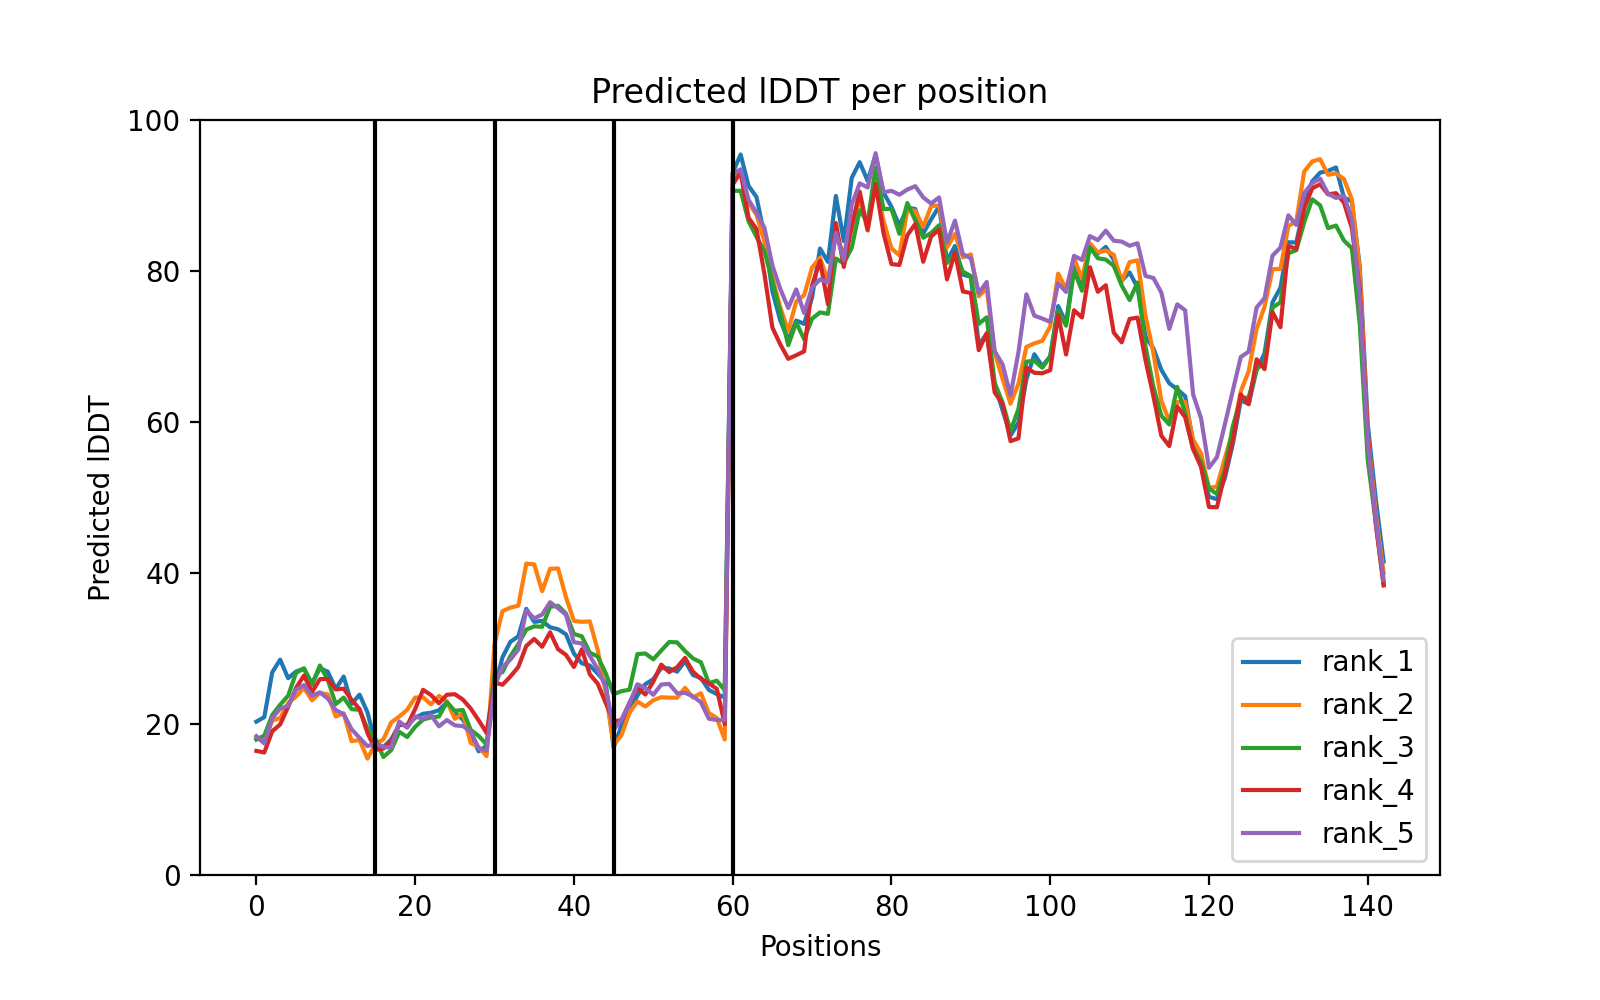 Predicted lDDT per position
100
80
60
40
20
0
Predicted lDDT
0 20 40 60 80 100 120 140
Positions
rank_1
rank_2
rank_3
rank_4
rank_5